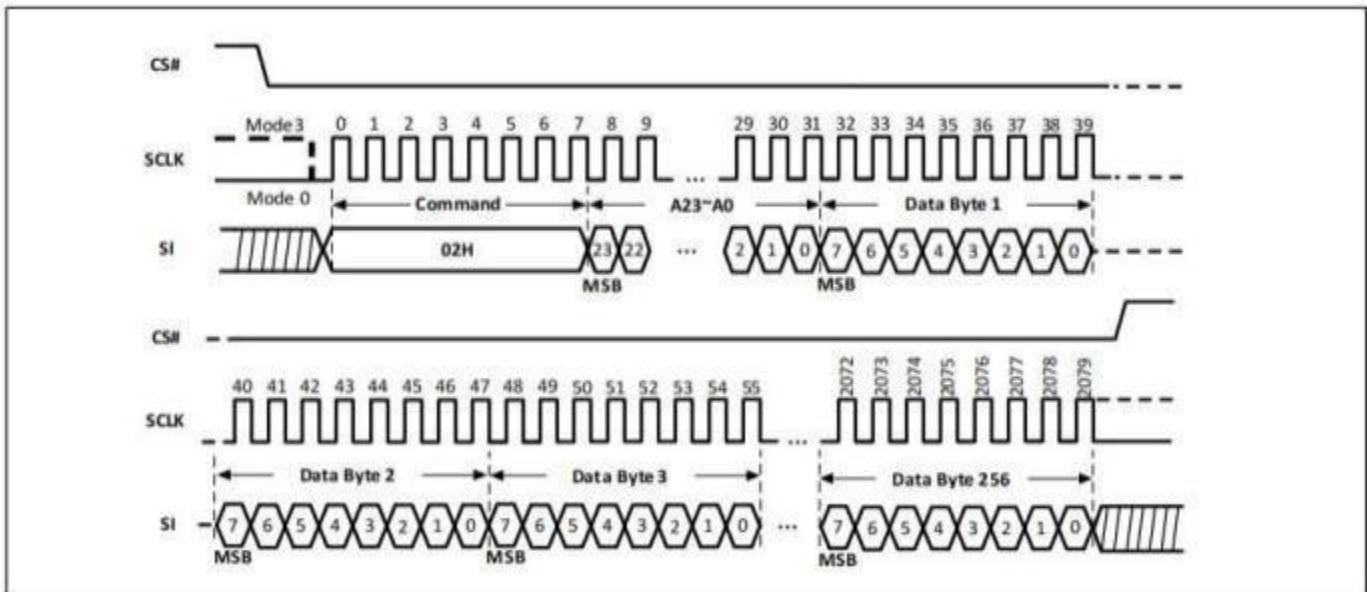 CS#
Mode 3 0 1 2 3 4 5 6 7 8 9 29 30 31 32 33 34 35 36 37 38 39
SCLK ... ...
Mode 0 Command A23~A0 Data Byte 1
SI 02H 23 22 ... 2 1 0 7 6 5 4 3 2 1 0
MSB MSB
CS#
40 41 42 43 44 45 46 47 48 49 50 51 52 53 54 55 2072 2073 2074 2075 2076 2077 2078 2079
SCLK ...
Data Byte 2 Data Byte 3 Data Byte 256
SI 7 6 5 4 3 2 1 0 7 6 5 4 3 2 1 0 ... 7 6 5 4 3 2 1 0
MSB MSB MSB